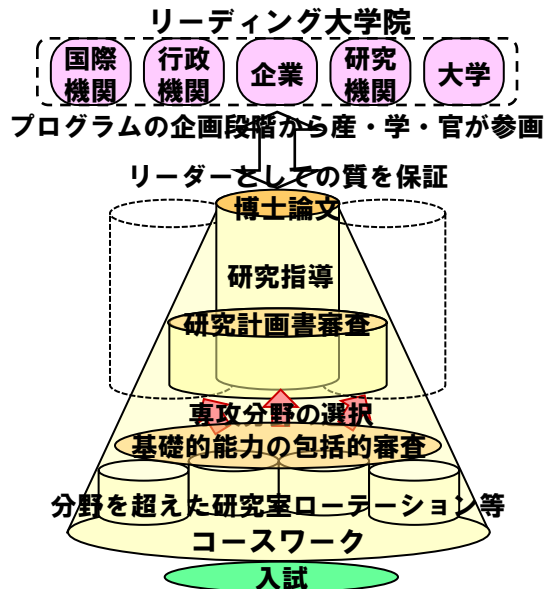 リーディング大学院
国際
機関
行政
機関
企業
研究
機関
大学
プログラムの企画段階から産・学・官が参画
リーダーとしての質を保証
博士論文
研究指導
研究計画書審査
専攻分野の選択
基礎的能力の包括的審査
分野を超えた研究室ローテーション等
コースワーク
入試